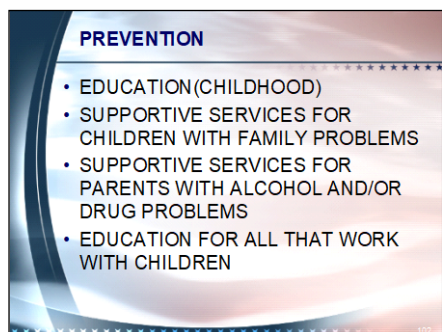 PREVENTION
• EDUCATION(CHILDHOOD)
• SUPPORTIVE SERVICES FOR
CHILDREN WITH FAMILY PROBLEMS
• SUPPORTIVE SERVICES FOR
PARENTS WITH ALCOHOL AND/OR
DRUG PROBLEMS
• EDUCATION FOR ALL THAT WORK
WITH CHILDREN